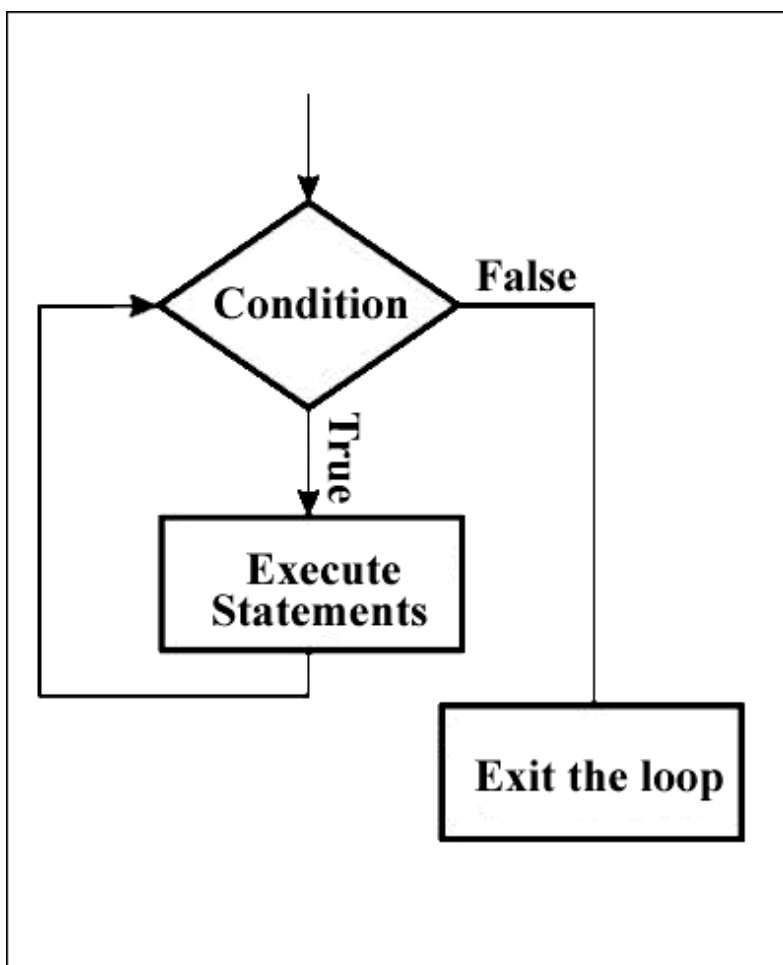 Condition
False
True
Execute
Statements
Exit the loop